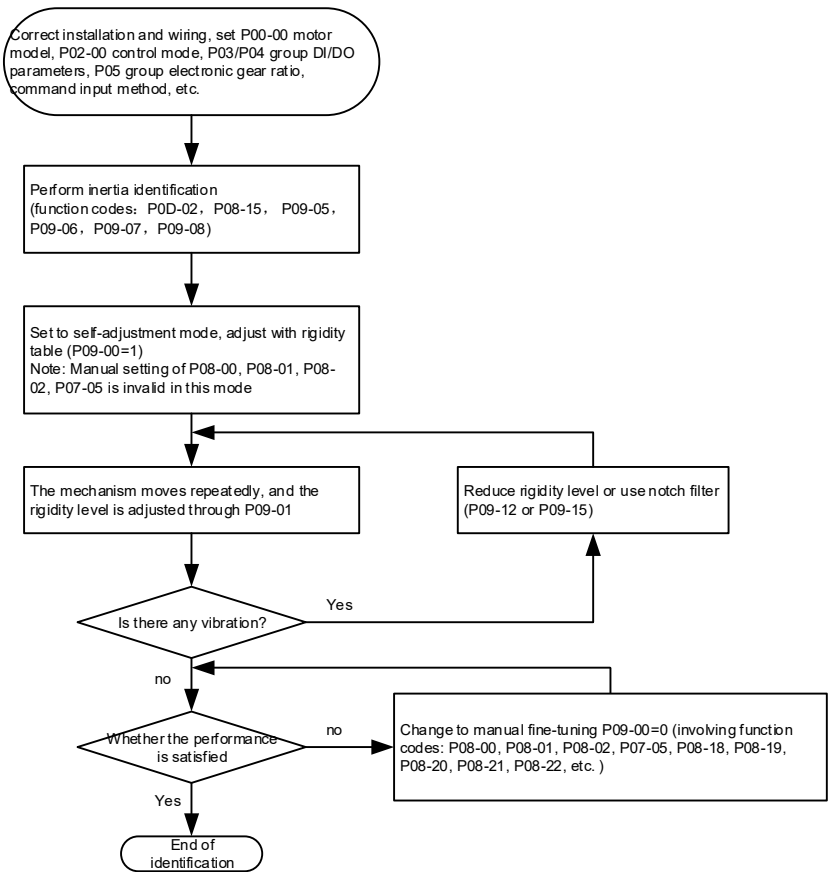 Correct installation and wiring, set P00-00 motor
model, P02-00 control mode, P03/P04 group DI/DO
parameters, P05 group electronic gear ratio,
command input method, etc.
Perform inertia identification
(function codes：P0D-02，P08-15， P09-05，
P09-06，P09-07，P09-08)
Set to self-adjustment mode, adjust with rigidity
table (P09-00=1)
Note: Manual setting of P08-00, P08-01, P08-
02, P07-05 is invalid in this mode
The mechanism moves repeatedly, and the
rigidity level is adjusted through P09-01
Reduce rigidity level or use notch filter
(P09-12 or P09-15)
Is there any vibration?
Yes
no
Whether the performance
is satisfied
no
Change to manual fine-tuning P09-00=0 (involving function
codes: P08-00, P08-01, P08-02, P07-05, P08-18, P08-19,
P08-20, P08-21, P08-22, etc. )
Yes
End of
identification